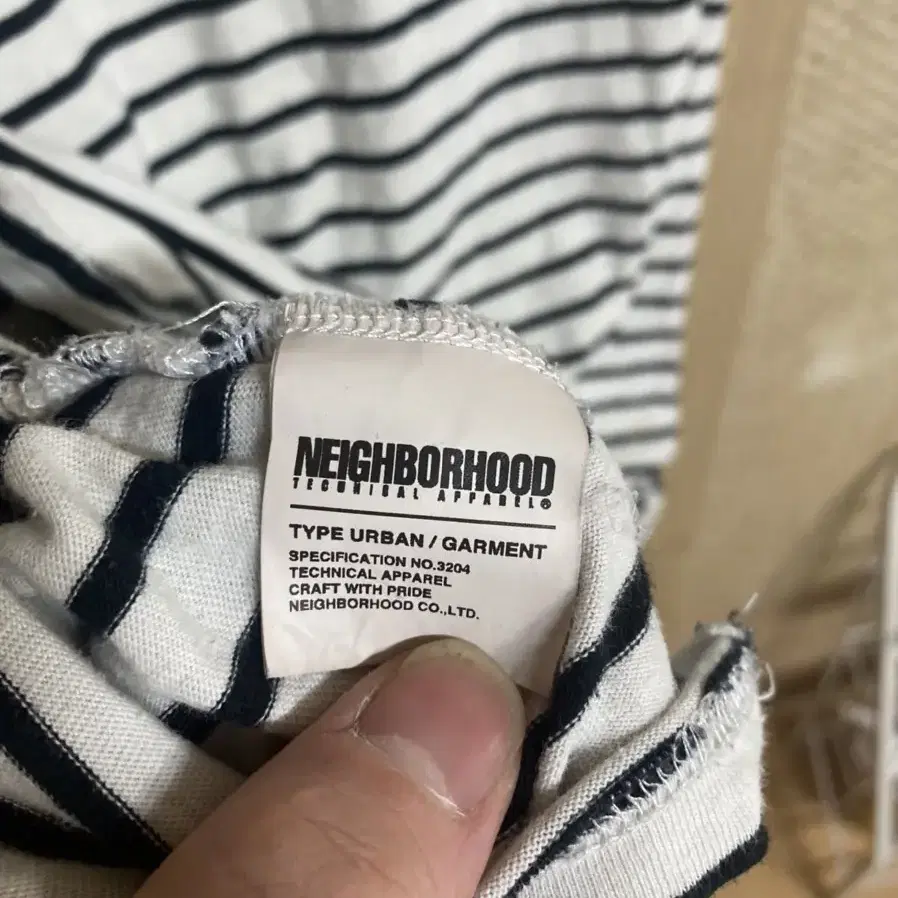 NEIGHBORHOOD
TECHNICAL APPAREL®
TYPE URBAN / GARMENT
SPECIFICATION NO.3204
TECHNICAL APPAREL
CRAFT WITH PRIDE
NEIGHBORHOOD CO.,LTD.